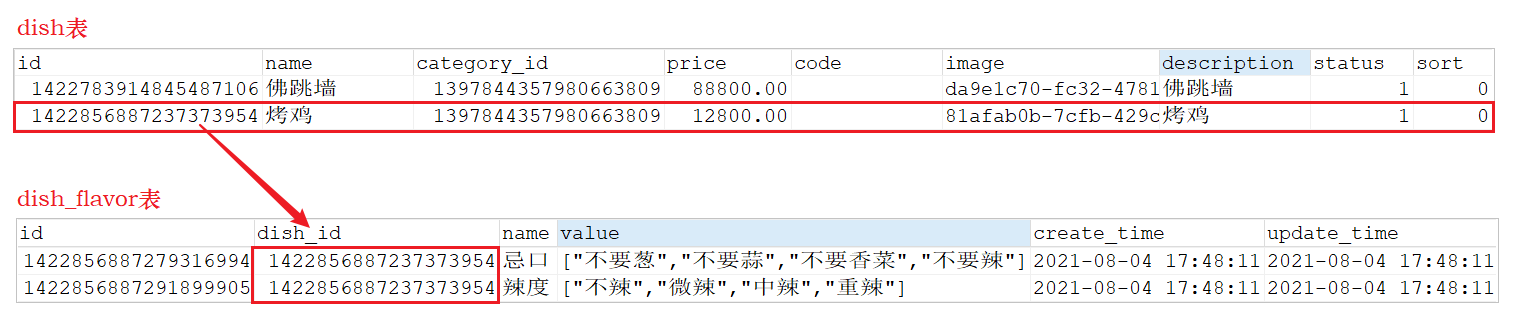 dish表
id name category_id price code image description status sort
1422783914845487106 佛跳墙 1397844357980663809 88800.00 da9e1c70-fc32-4781 佛跳墙 1 0
1422856887237373954 烤鸡 1397844357980663809 12800.00 81afab0b-7cfb-429c 烤鸡 1 0
dish_flavor表
id dish_id name value create_time update_time
1422856887279316994 1422856887237373954 忌口 ["不要葱","不要蒜","不要香菜","不要辣"] 2021-08-04 17:48:11 2021-08-04 17:48:11
1422856887291899905 1422856887237373954 辣度 ["不辣","微辣","中辣","重辣"] 2021-08-04 17:48:11 2021-08-04 17:48:11